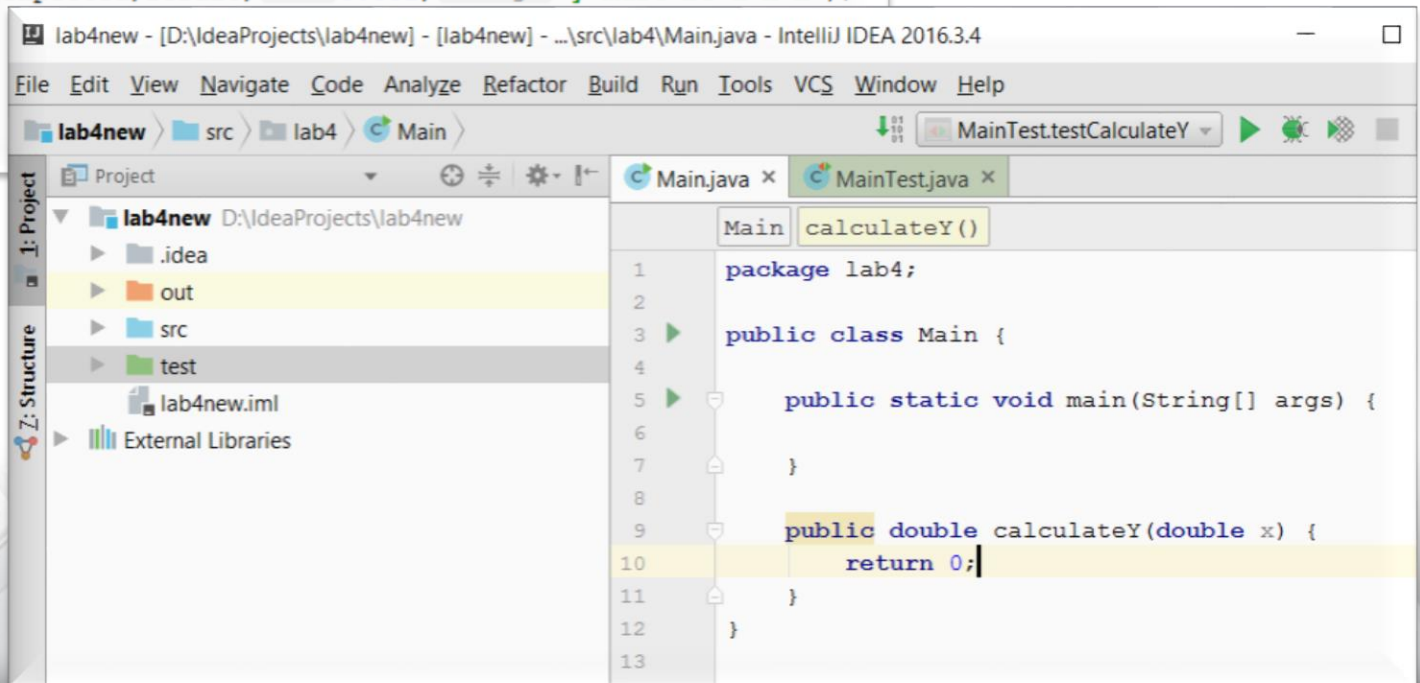 lab4new - [D:\IdeaProjects\lab4new] - [lab4new] - ...\src\lab4\Main.java - IntelliJ IDEA 2016.3.4
File Edit View Navigate Code Analyze Refactor Build Run Tools VCS Window Help
lab4new src lab4 Main MainTest.testCalculateY
1: Project
Z: Structure
Project
lab4new D:\IdeaProjects\lab4new
.idea
out
src
test
lab4new.iml
External Libraries
Main.java MainTest.java
Main calculateY()
1 package lab4;
2
3 public class Main {
4
5 public static void main(String[] args) {
6
7 }
8
9 public double calculateY(double x) {
10 return 0;
11 }
12 }
13